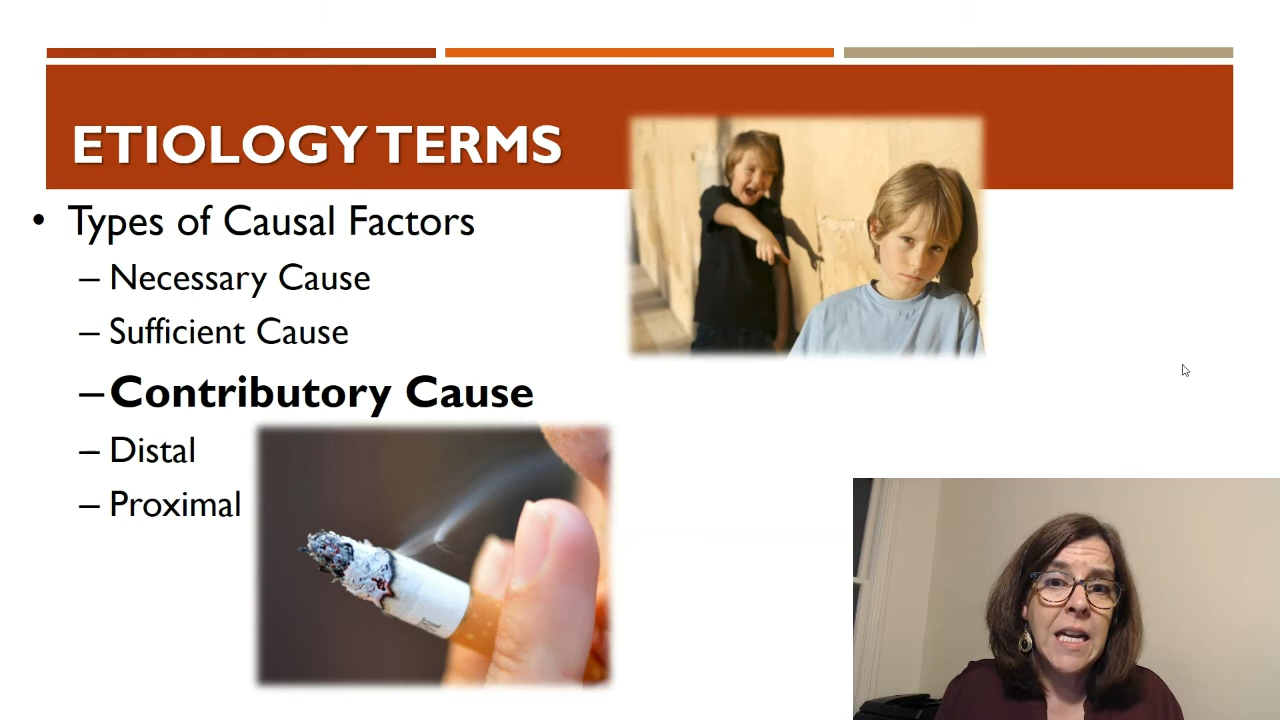 ETIOLOGY TERMS
• Types of Causal Factors
– Necessary Cause
– Sufficient Cause
– Contributory Cause
– Distal
– Proximal